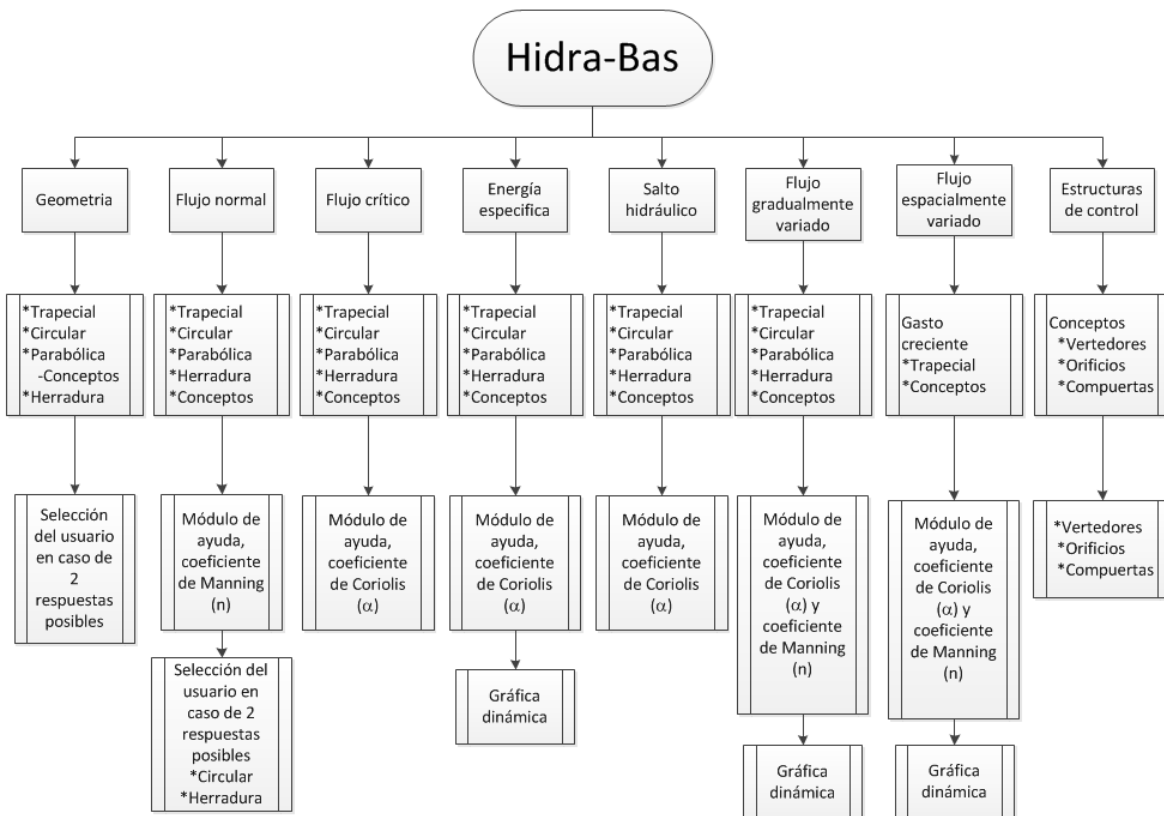 Hidra-Bas
Geometria
Flujo normal
Flujo crítico
Energía
especifica
Salto
hidráulico
Flujo
gradualmente
variado
Flujo
espacialmente
variado
Estructuras
de control
*Trapecial
*Circular
*Parabólica
-Conceptos
*Herradura
*Trapecial
*Circular
*Parabólica
*Herradura
*Conceptos
*Trapecial
*Circular
*Parabólica
*Herradura
*Conceptos
*Trapecial
*Circular
*Parabólica
*Herradura
*Conceptos
*Trapecial
*Circular
*Parabólica
*Herradura
*Conceptos
*Trapecial
*Circular
*Parabólica
*Herradura
*Conceptos
Gasto
creciente
*Trapecial
*Conceptos
Conceptos
*Vertedores
*Orificios
*Compuertas
Selección
del usuario
en caso de
2
respuestas
posibles
Módulo de
ayuda,
coeficiente
de Manning
(n)
Módulo de
ayuda,
coeficiente
de Coriolis
(α)
Módulo de
ayuda,
coeficiente
de Coriolis
(α)
Módulo de
ayuda,
coeficiente
de Coriolis
(α)
Módulo de
ayuda,
coeficiente
de Coriolis
(α) y
coeficiente
de Manning
(n)
Módulo de
ayuda,
coeficiente
de Coriolis
(α) y
coeficiente
de Manning
(n)
*Vertedores
*Orificios
*Compuertas
Selección del
usuario en
caso de 2
respuestas
posibles
*Circular
*Herradura
Gráfica
dinámica
Gráfica
dinámica
Gráfica
dinámica